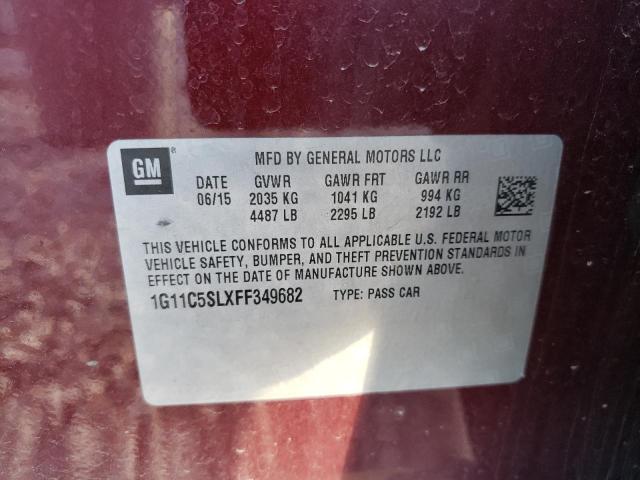 GM
MFD BY GENERAL MOTORS LLC
DATE GVWR GAWR FRT GAWR RR
06/15 2035 KG 1041 KG 994 KG
4487 LB 2295 LB 2192 LB
THIS VEHICLE CONFORMS TO ALL APPLICABLE U.S. FEDERAL MOTOR
VEHICLE SAFETY, BUMPER, AND THEFT PREVENTION STANDARDS IN
EFFECT ON THE DATE OF MANUFACTURE SHOWN ABOVE.
1G11C5SLXFF349682 TYPE: PASS CAR